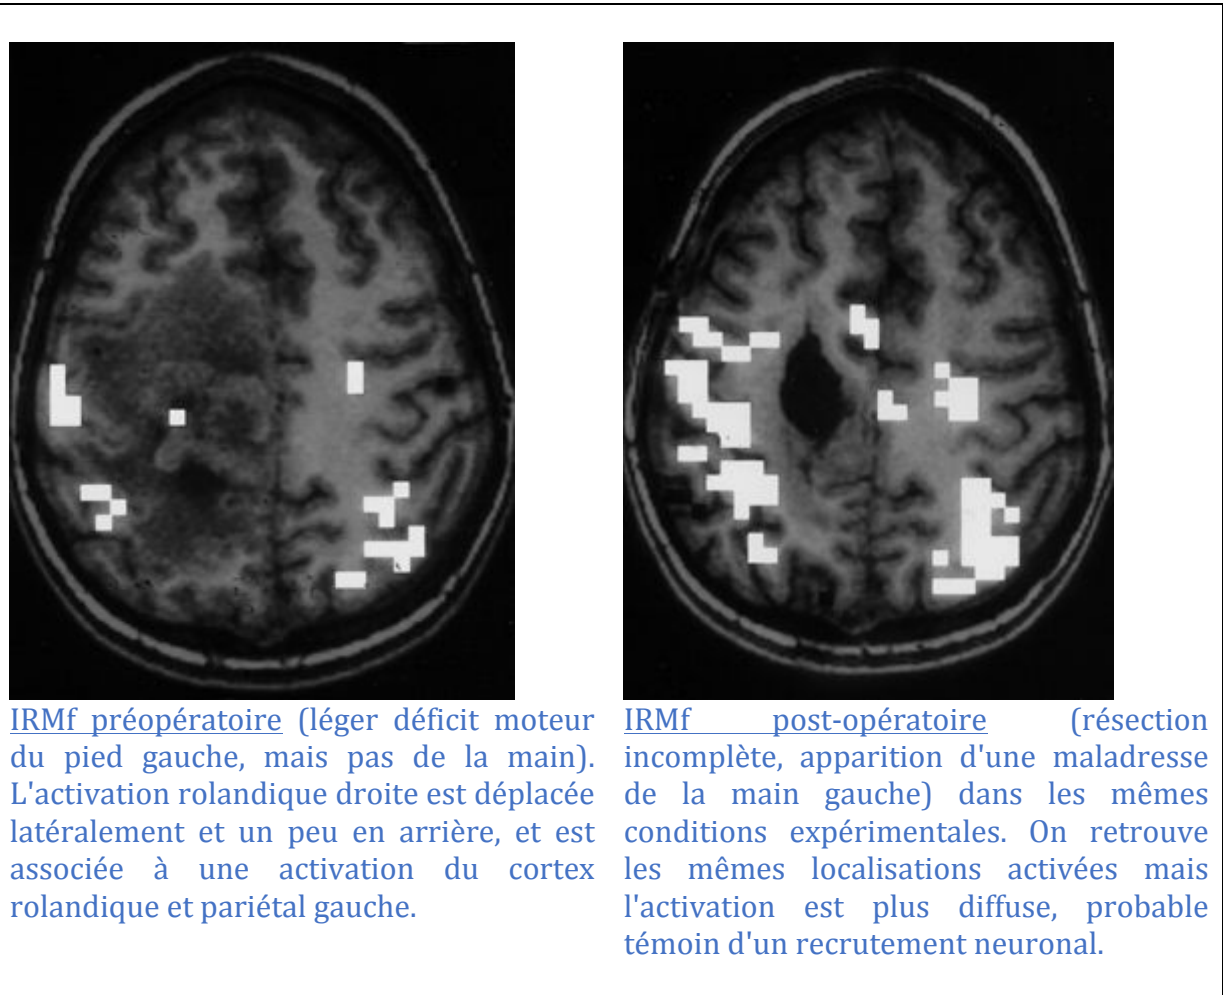 IRMf préopératoire (léger déficit moteur
du pied gauche, mais pas de la main).
L'activation rolandique droite est déplacée
latéralement et un peu en arrière, et est
associée à une activation du cortex
rolandique et pariétal gauche.
IRMf post-opératoire (résection
incomplète, apparition d'une maladresse
de la main gauche) dans les mêmes
conditions expérimentales. On retrouve
les mêmes localisations activées mais
l'activation est plus diffuse, probable
témoin d'un recrutement neuronal.